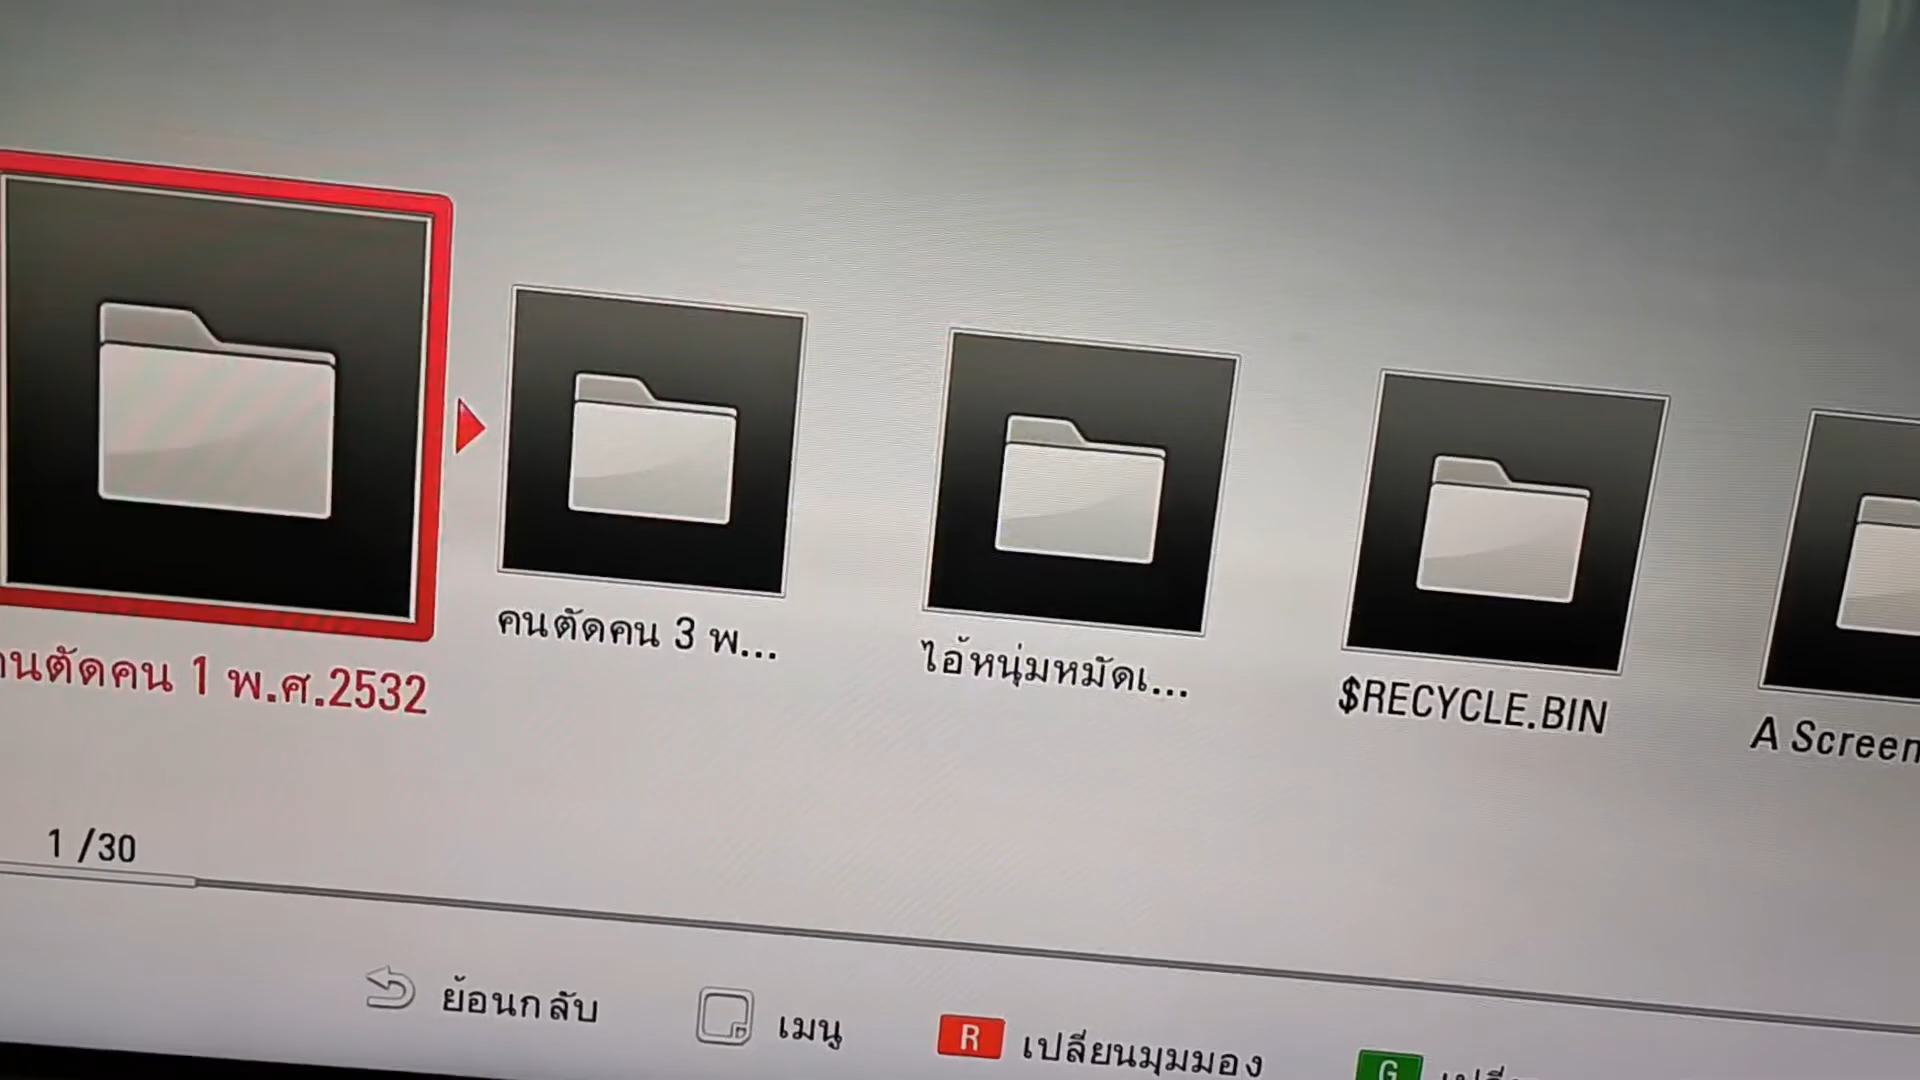 คนตัดคน 1 พ.ศ.2532
คนตัดคน 3 พ...
ไอ้หนุ่มหมัดเ...
$RECYCLE.BIN
A Screen
1 /30
ย้อนกลับ
เมนู
R เปลี่ยนมุมมอง
G